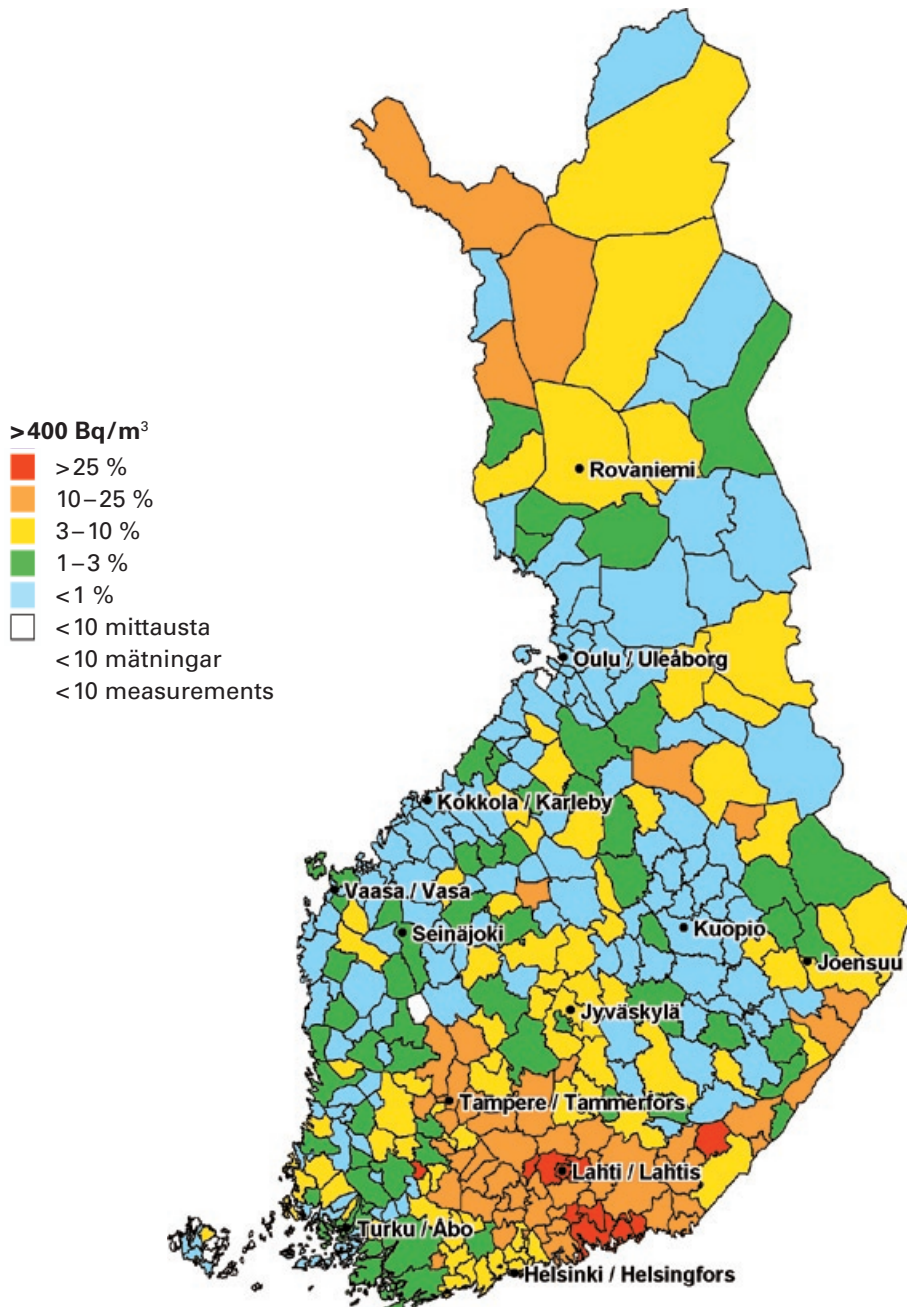 >400 Bq/m³
>25 %
10–25 %
3–10 %
1–3 %
<1 %
<10 mittausta
<10 mätningar
<10 measurements
Rovaniemi
Oulu / Uleåborg
Kokkola / Karleby
Vaasa / Vasa
Seinäjoki
Kuopio
Joensuu
Jyväskylä
Tampere / Tammerfors
Lahti / Lahtis
Turku / Åbo
Helsinki / Helsingfors